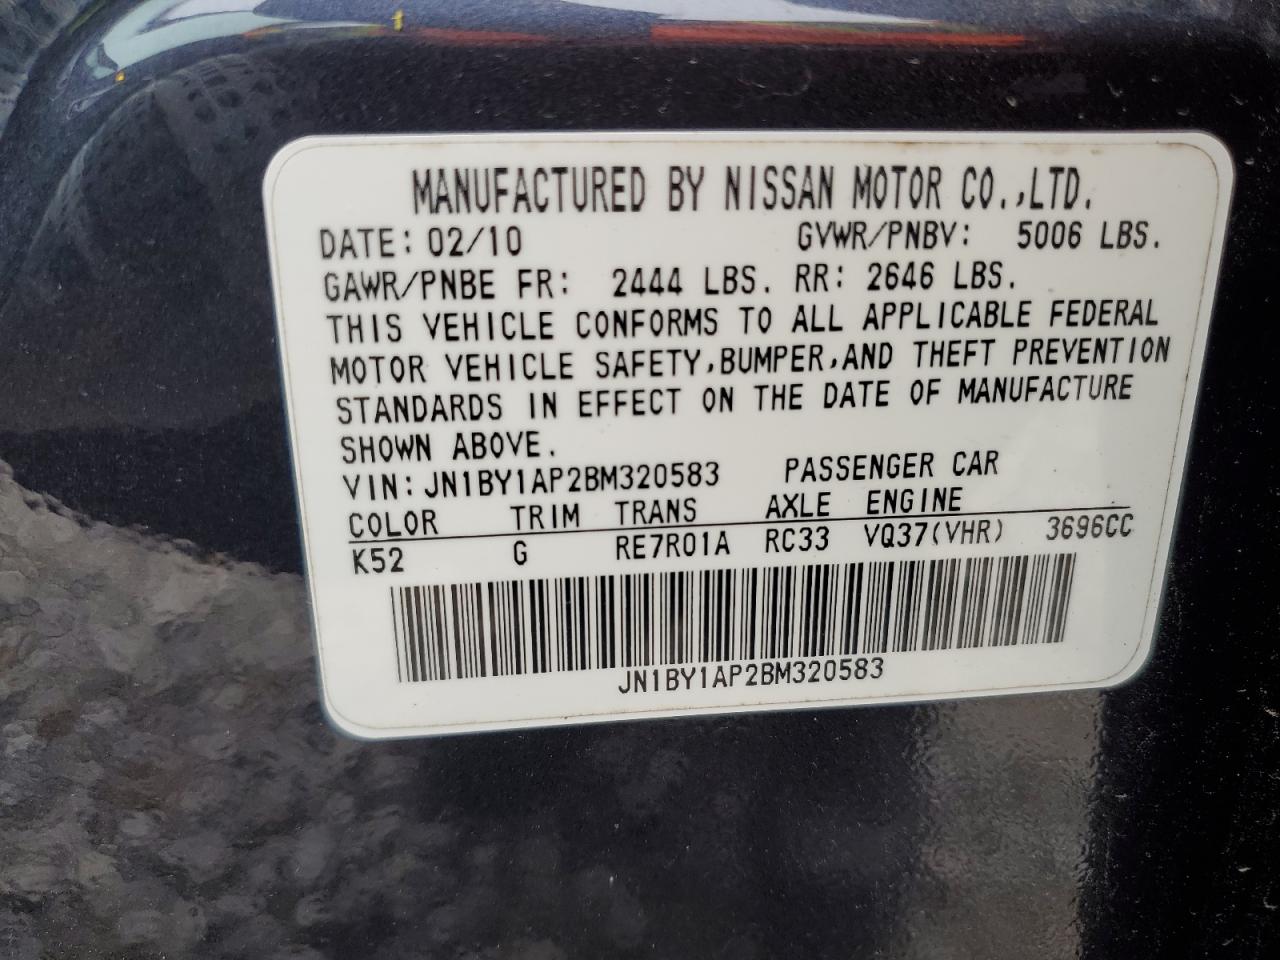 MANUFACTURED BY NISSAN MOTOR CO.,LTD.
DATE: 02/10 GVWR/PNBV: 5006 LBS.
GAWR/PNBE FR: 2444 LBS. RR: 2646 LBS.
THIS VEHICLE CONFORMS TO ALL APPLICABLE FEDERAL
MOTOR VEHICLE SAFETY,BUMPER,AND THEFT PREVENTION
STANDARDS IN EFFECT ON THE DATE OF MANUFACTURE
SHOWN ABOVE.
VIN: JN1BY1AP2BM320583 PASSENGER CAR
COLOR TRIM TRANS AXLE ENGINE
K52 G RE7R01A RC33 VQ37(VHR) 3696CC
JN1BY1AP2BM320583